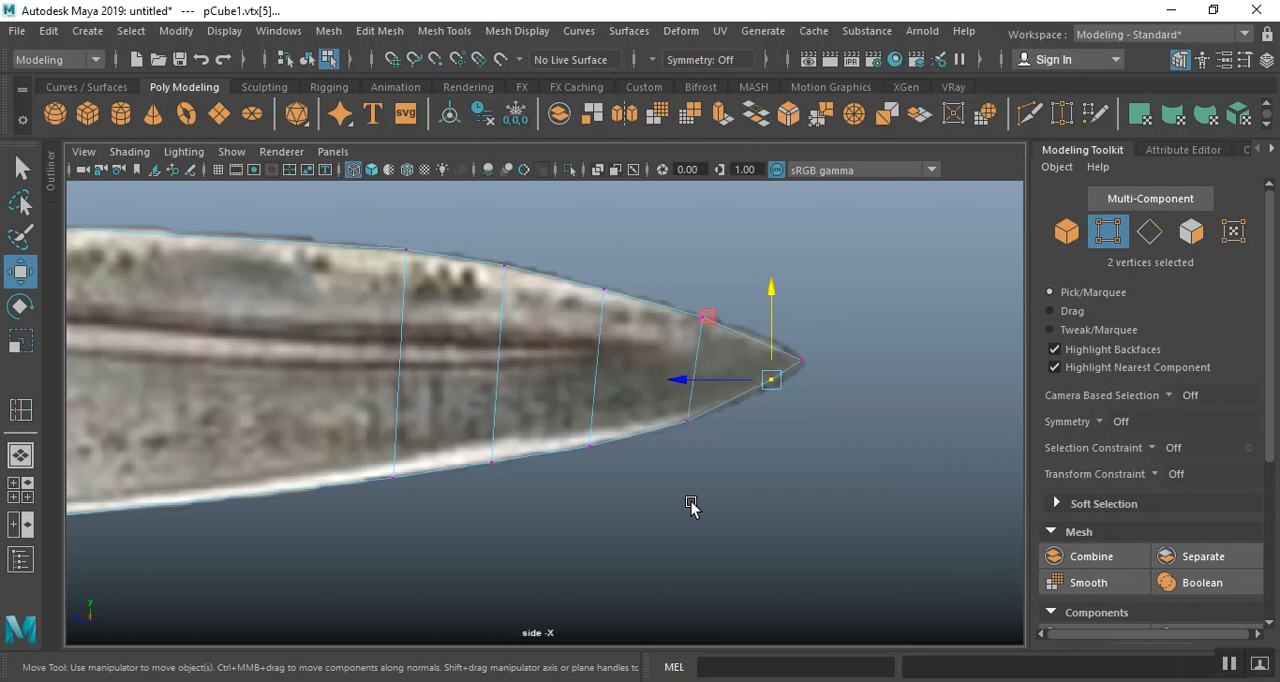 Autodesk Maya 2019: untitled* --- pCube1.vtx[5]...
File Edit Create Select Modify Display Windows Mesh Edit Mesh Mesh Tools Mesh Display Curves Surfaces Deform UV Generate Cache Substance Arnold Help Workspace : Modeling - Standard*
Modeling No Live Surface Symmetry: Off Sign In
Curves / Surfaces Poly Modeling Sculpting Rigging Animation Rendering FX FX Caching Custom Bifrost MASH Motion Graphics XGen VRay
T SVG 0,0,0
Outliner
View Shading Lighting Show Renderer Panels
0.00 1.00 ON sRGB gamma
y
side -X
Modeling Toolkit Attribute Editor C
Object Help
Multi-Component
2 vertices selected
Pick/Marquee
Drag
Tweak/Marquee
Highlight Backfaces
Highlight Nearest Component
Camera Based Selection Off
Symmetry Off
Selection Constraint Off 0
Transform Constraint Off
Soft Selection
Mesh
Combine Separate
Smooth Boolean
Components
Move Tool: Use manipulator to move object(s). Ctrl+MMB+drag to move components along normals. Shift+drag manipulator axis or plane handles to
MEL